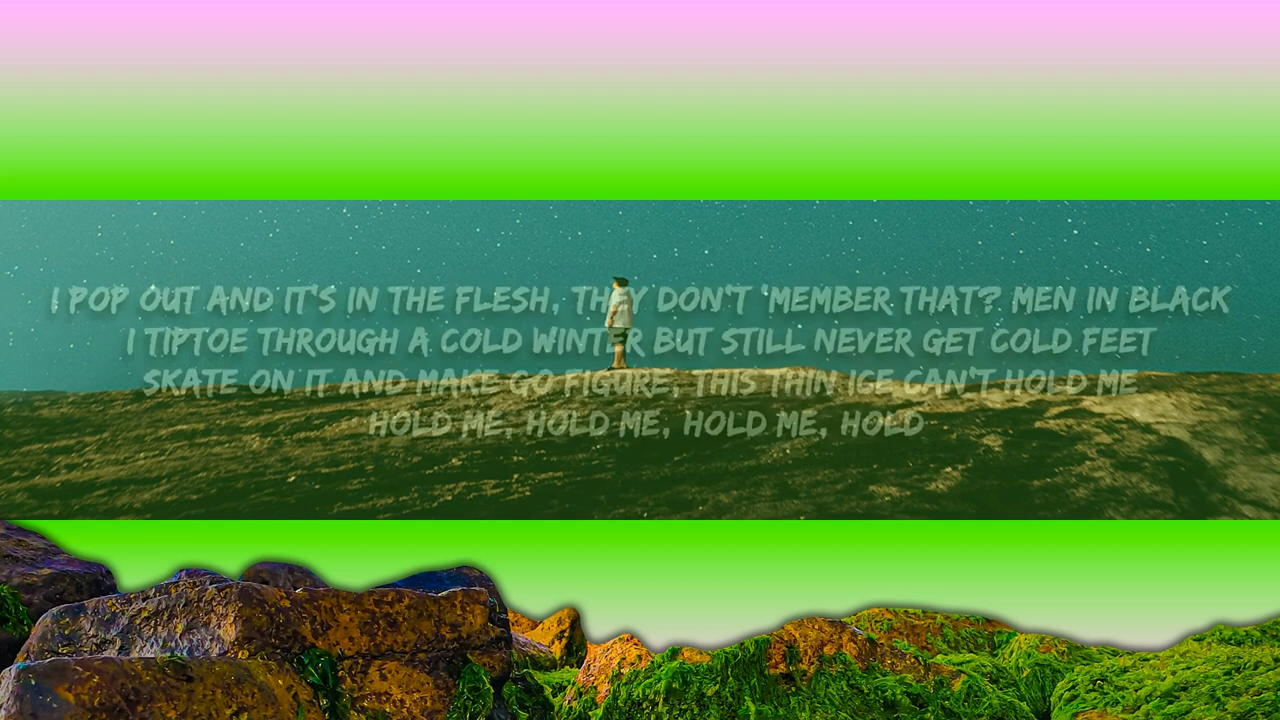 I POP OUT AND IT'S IN THE FLESH, THEY DON'T 'MEMBER THAT? MEN IN BLACK
I TIPTOE THROUGH A COLD WINTER BUT STILL NEVER GET COLD FEET
SKATE ON IT AND MAKE GO FIGURE, THIS THIN ICE CAN'T HOLD ME
HOLD ME, HOLD ME, HOLD ME, HOLD